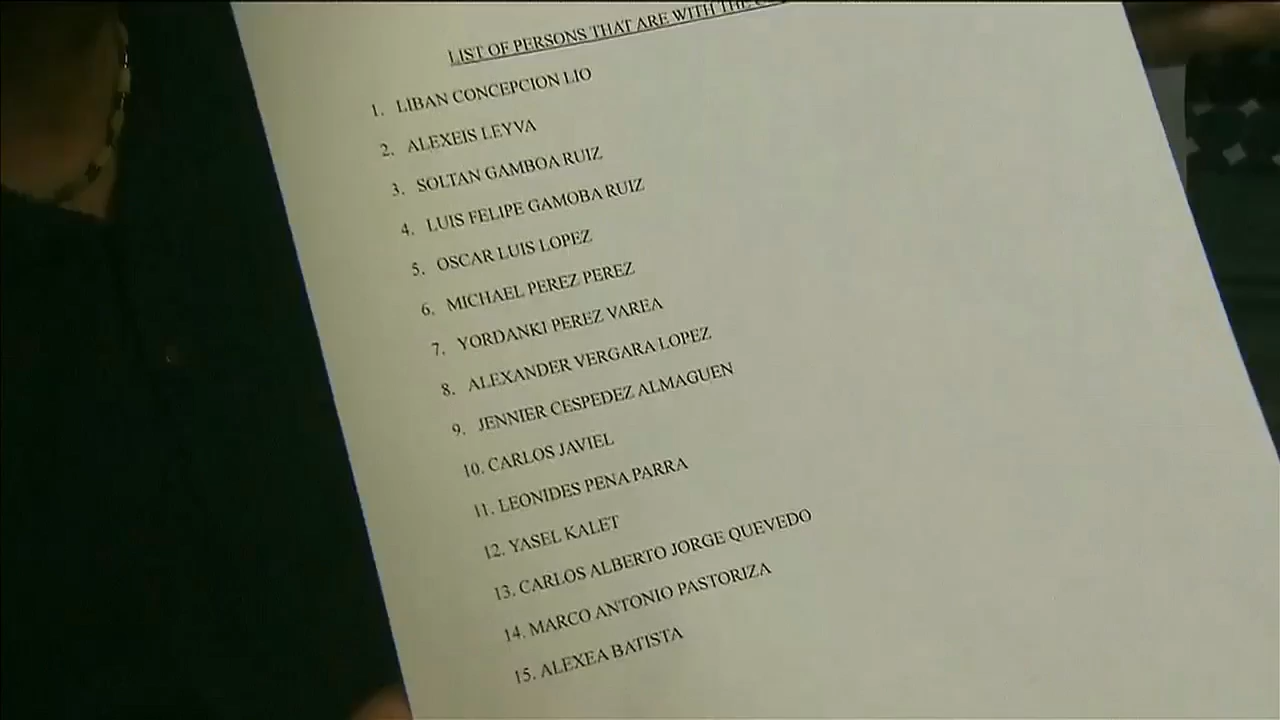 LIST OF PERSONS THAT ARE WITH THE
1. LIBAN CONCEPCION LIO
2. ALEXEIS LEYVA
3. SOLTAN GAMBOA RUIZ
4. LUIS FELIPE GAMOBA RUIZ
5. OSCAR LUIS LOPEZ
6. MICHAEL PEREZ PEREZ
7. YORDANKI PEREZ VAREA
8. ALEXANDER VERGARA LOPEZ
9. JENNIER CESPEDEZ ALMAGUEN
10. CARLOS JAVIEL
11. LEONIDES PENA PARRA
12. YASEL KALET
13. CARLOS ALBERTO JORGE QUEVEDO
14. MARCO ANTONIO PASTORIZA
15. ALEXEA BATISTA